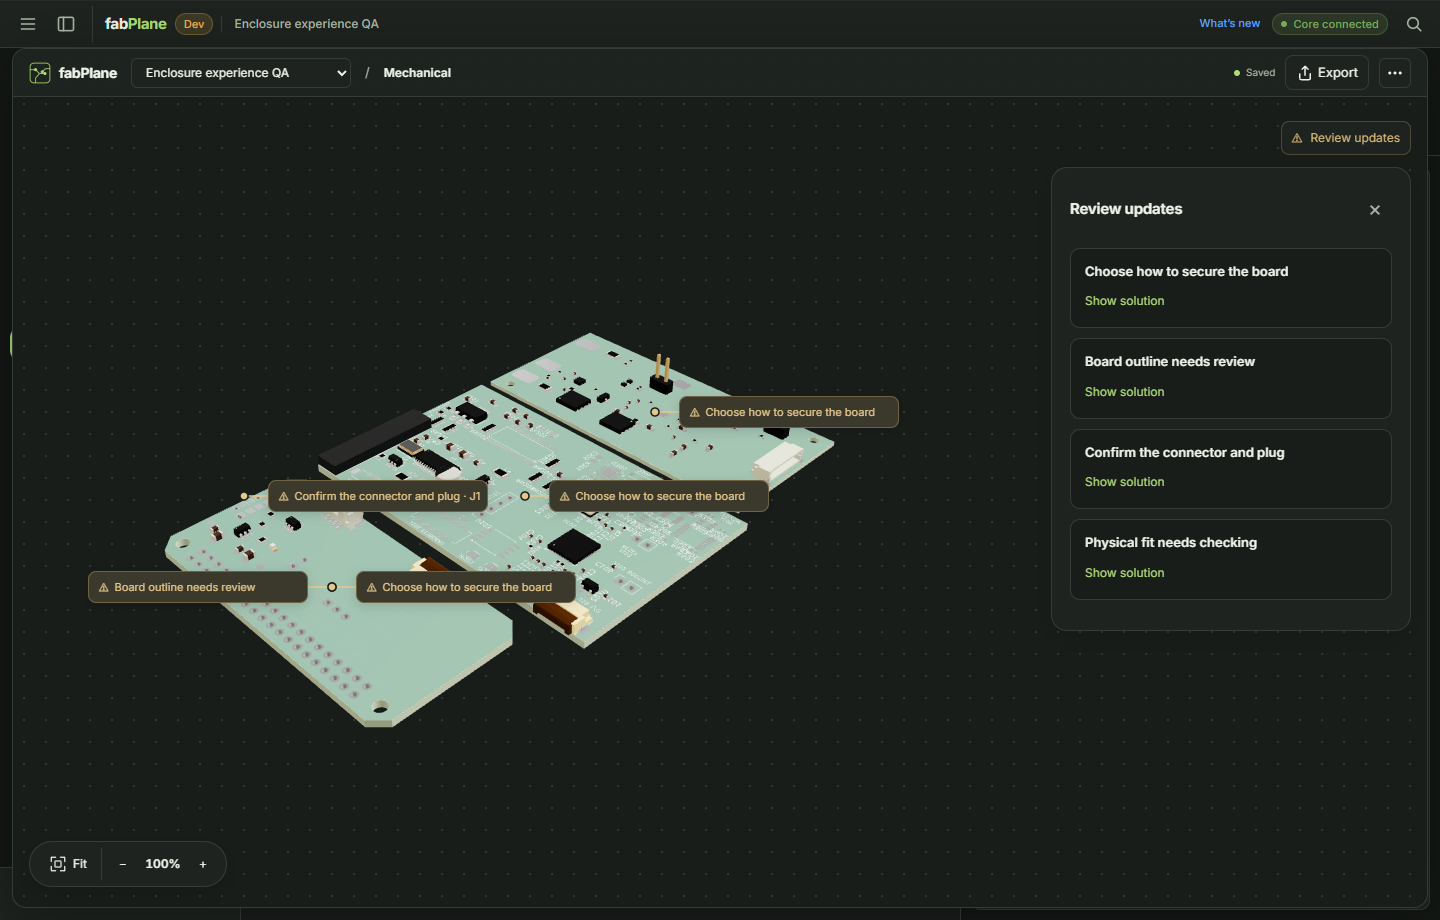 fabPlane Dev Enclosure experience QA What's new Core connected
fabPlane Enclosure experience QA / Mechanical Saved Export
Review updates
Review updates
Choose how to secure the board
Show solution
Board outline needs review
Show solution
Confirm the connector and plug
Show solution
Physical fit needs checking
Show solution
Choose how to secure the board
Confirm the connector and plug · J1
Choose how to secure the board
Board outline needs review
Choose how to secure the board
Fit − 100% +